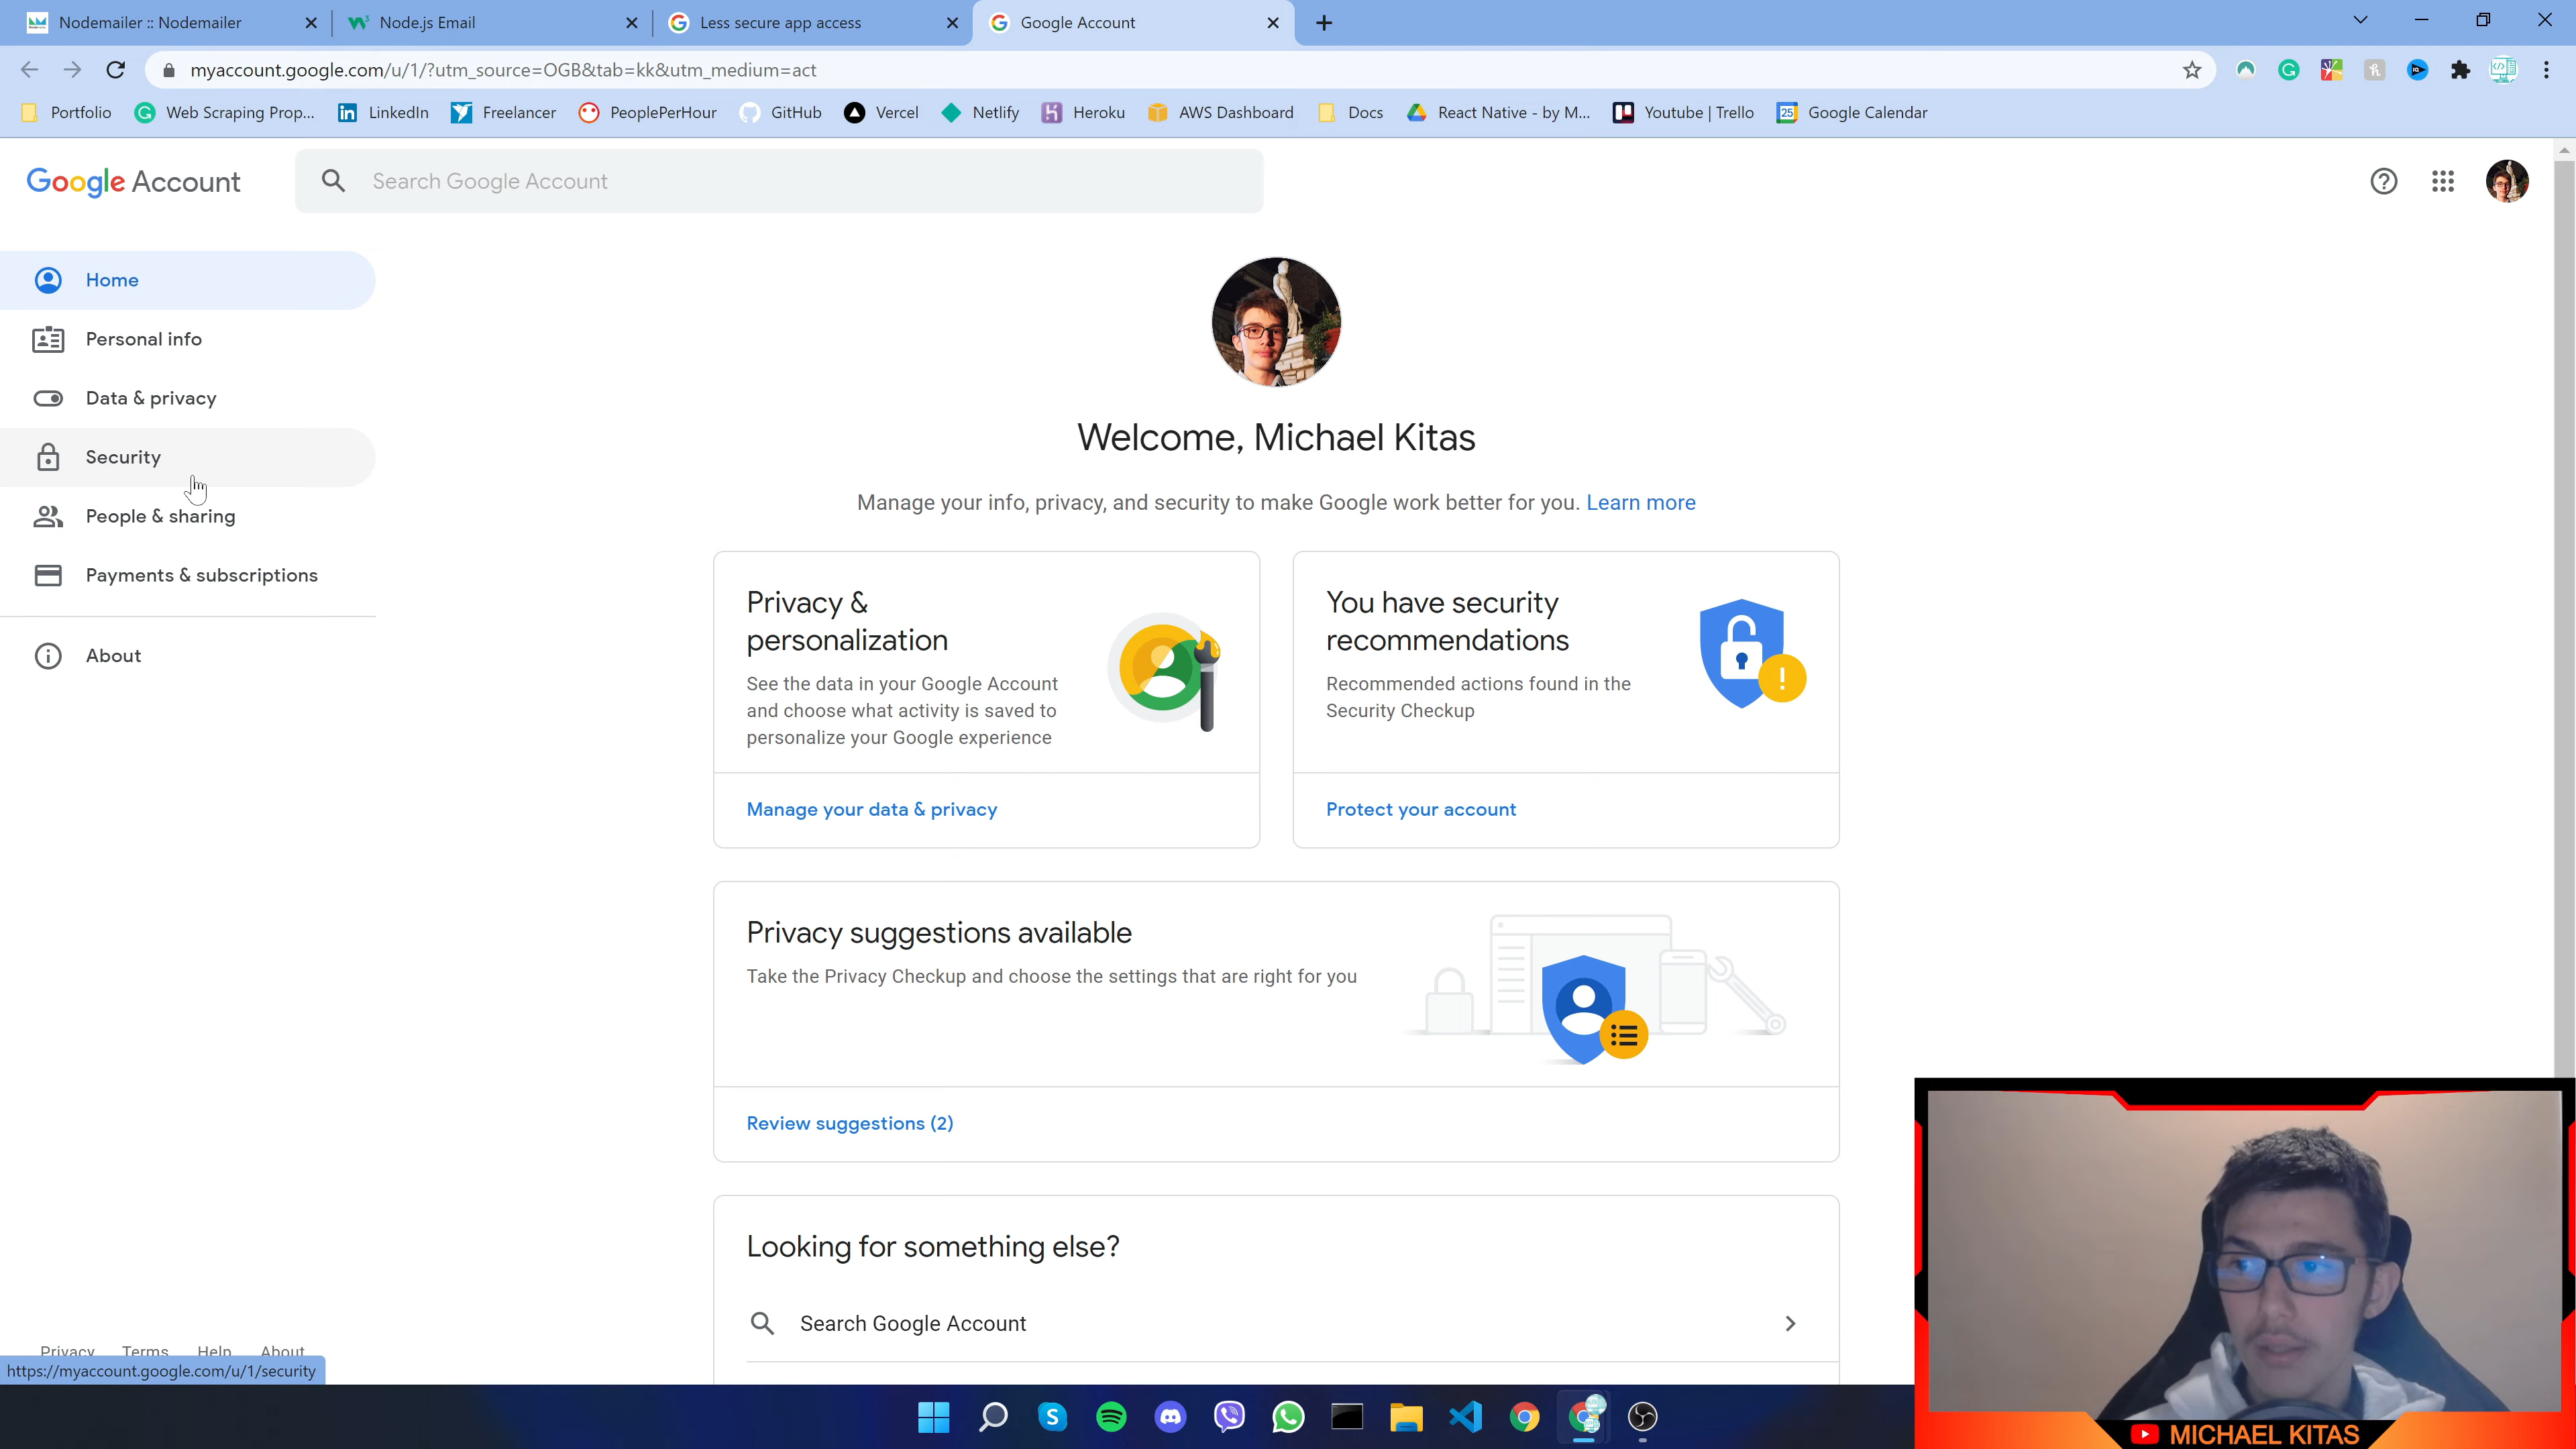 Nodemailer :: Nodemailer
Node.js Email
Less secure app access
Google Account
myaccount.google.com/u/1/?utm_source=OGB&tab=kk&utm_medium=act
Portfolio
Web Scraping Prop...
LinkedIn
Freelancer
PeoplePerHour
GitHub
Vercel
Netlify
Heroku
AWS Dashboard
Docs
React Native - by M...
Youtube | Trello
Google Calendar
Google Account
Search Google Account
Home
Personal info
Data & privacy
Security
People & sharing
Payments & subscriptions
About
Welcome, Michael Kitas
Manage your info, privacy, and security to make Google work better for you. Learn more
Privacy &
personalization
See the data in your Google Account
and choose what activity is saved to
personalize your Google experience
Manage your data & privacy
You have security
recommendations
Recommended actions found in the
Security Checkup
Protect your account
Privacy suggestions available
Take the Privacy Checkup and choose the settings that are right for you
Review suggestions (2)
Looking for something else?
Search Google Account
Privacy Terms Help About
https://myaccount.google.com/u/1/security
MICHAEL KITAS